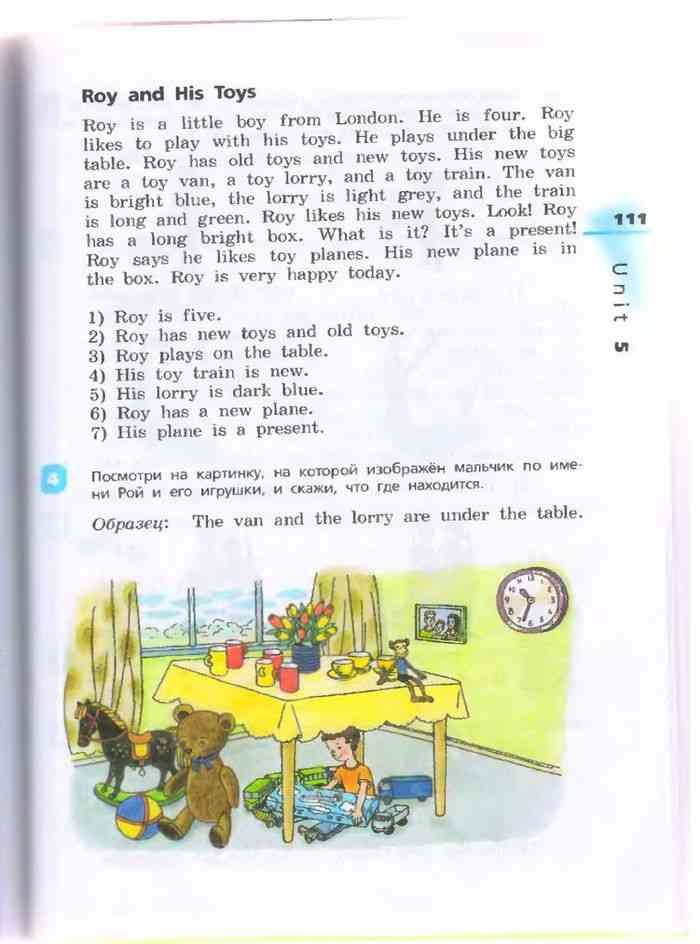 Roy and His Toys
Roy is a little boy from London. He is four. Roy
likes to play with his toys. He plays under the big
table. Roy has old toys and new toys. His new toys
are a toy van, a toy lorry, and a toy train. The van
is bright blue, the lorry is light grey, and the train
is long and green. Roy likes his new toys. Look! Roy
has a long bright box. What is it? It's a present!
Roy says he likes toy planes. His new plane is in
the box. Roy is very happy today.
111
Unit 5
1) Roy is five.
2) Roy has new toys and old toys.
3) Roy plays on the table.
4) His toy train is new.
5) His lorry is dark blue.
6) Roy has a new plane.
7) His plane is a present.
4
Посмотри на картинку, на которой изображён мальчик по име-
ни Рой и его игрушки, и скажи, что где находится.
Образец: The van and the lorry are under the table.